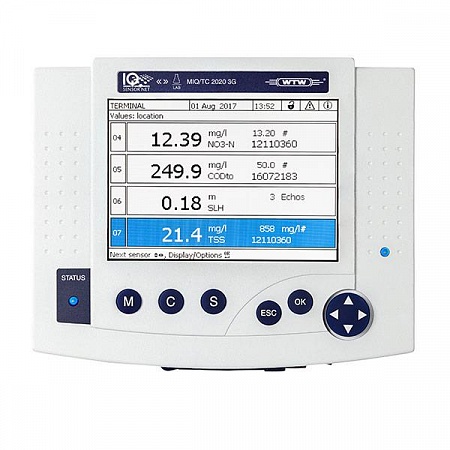 IQ SENSOR NET LAB MIQ/TC 2020 3G WTW
TERMINAL 01 Aug 2017 13:52
Values: location
04 12.39 mg/l 13.20 #
NO3-N 12110360
05 249.9 mg/l 50.0 #
CODto 16072183
06 0.18 m 3 Echos
SLH
07 21.4 mg/l 858 mg/l#
TSS 12110360
Next sensor, Display/Options
STATUS
M C S ESC OK